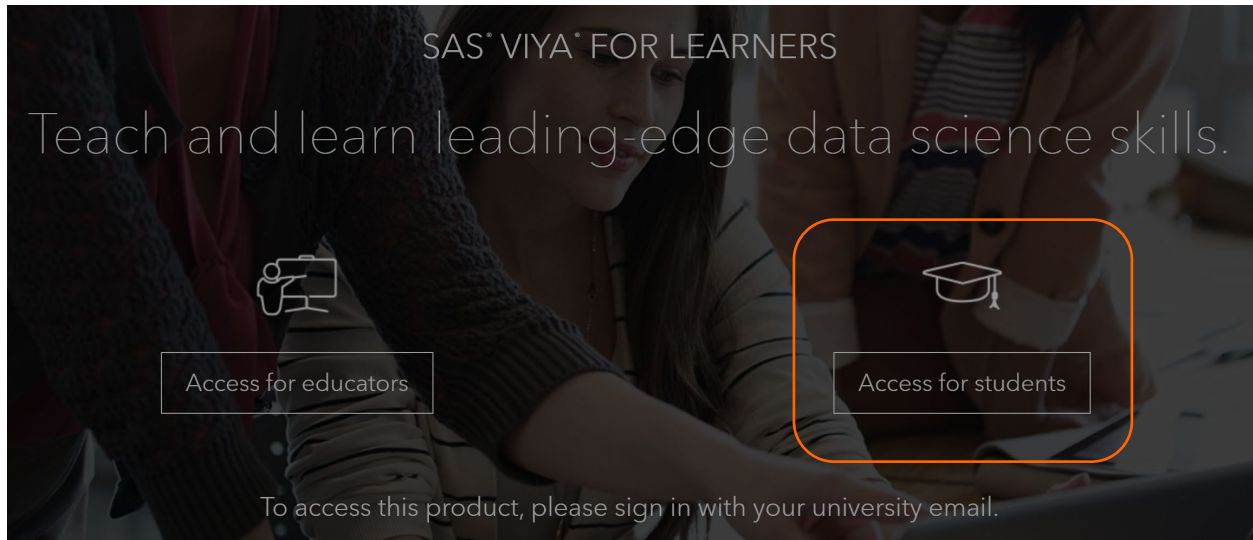 SAS® VIYA® FOR LEARNERS
Teach and learn leading-edge data science skills.
Access for educators
Access for students
To access this product, please sign in with your university email.